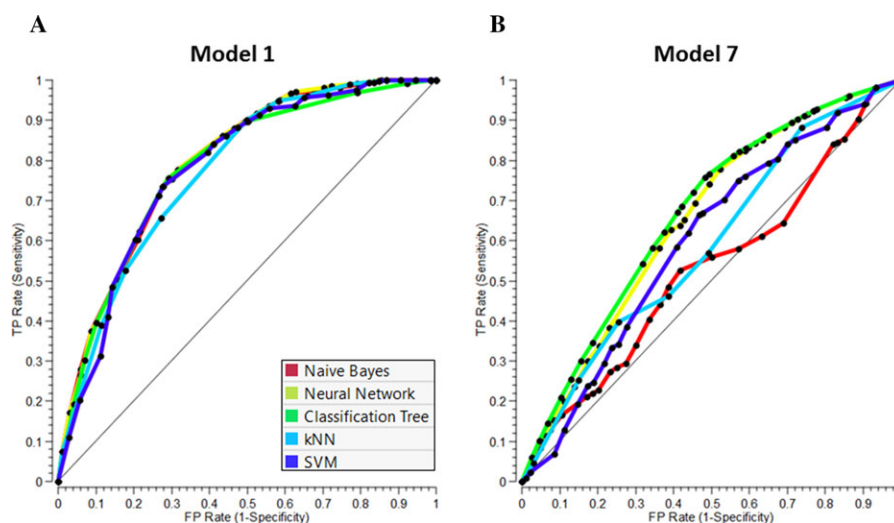 A
Model 1
1
0.9
0.8
0.7
0.6
0.5
0.4
0.3
0.2
0.1
0
TP Rate (Sensitivity)
0 0.1 0.2 0.3 0.4 0.5 0.6 0.7 0.8 0.9 1
FP Rate (1-Specificity)
Naive Bayes
Neural Network
Classification Tree
kNN
SVM
B
Model 7
1
0.9
0.8
0.7
0.6
0.5
0.4
0.3
0.2
0.1
0
TP Rate (Sensitivity)
0 0.1 0.2 0.3 0.4 0.5 0.6 0.7 0.8 0.9
FP Rate (1-Specificity)